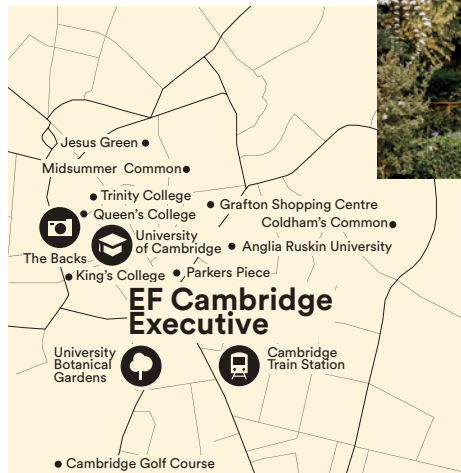 Jesus Green
Midsummer Common
Trinity College
Grafton Shopping Centre
Queen's College
Coldham's Common
University
of Cambridge
Anglia Ruskin University
The Backs
King's College
Parkers Piece
EF Cambridge
Executive
University
Botanical
Gardens
Cambridge
Train Station
Cambridge Golf Course